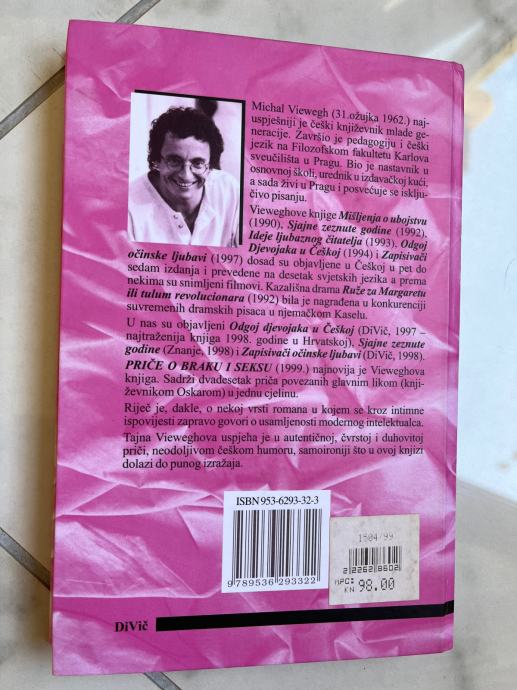 Michal Viewegh (31.ožujka 1962.) naj-
uspješniji je češki književnik mlade ge-
neracije. Završio je pedagogiju i češki
jezik na Filozofskom fakultetu Karlova
sveučilišta u Pragu. Bio je nastavnik u
osnovnoj školi, urednik u izdavačkoj kući,
a sada živi u Pragu i posvećuje se isklju-
čivo pisanju.
Vieweghove knjige Mišljenja o ubojstvu
(1990), Sjajne zeznute godine (1992),
Ideje ljubaznog čitatelja (1993), Odgoj
Djevojaka u Češkoj (1994) i Zapisivači
očinske ljubavi (1997) dosad su objavljene u Češkoj u pet do
sedam izdanja i prevedene na desetak svjetskih jezika a prema
nekima su snimljeni filmovi. Kazališna drama Ruže za Margaretu
ili tulum revolucionara (1992) bila je nagrađena u konkurenciji
suvremenih dramskih pisaca u njemačkom Kaselu.
U nas su objavljeni Odgoj djevojaka u Češkoj (DiVič, 1997 –
najtraženija knjiga 1998. godine u Hrvatskoj), Sjajne zeznute
godine (Znanje, 1998) i Zapisivači očinske ljubavi (DiVič, 1998).
PRIČE O BRAKU I SEKSU (1999.) najnovija je Vieweghova
knjiga. Sadrži dvadesetak priča povezanih glavnim likom (knji-
ževnikom Oskarom) u jednu cjelinu.
Riječ je, dakle, o nekoj vrsti romana u kojem se kroz intimne
ispovijesti zapravo govori o usamljenosti modernog intelektualca.
Tajna Vieweghova uspjeha je u autentičnoj, čvrstoj i duhovitoj
priči, neodoljivom češkom humoru, samoironiji što u ovoj knjizi
dolazi do punog izražaja.
ISBN 953-6293-32-3
9 789536 293322
1504/99
2 22262 8602
MPC:
KN 98.00
DiVič